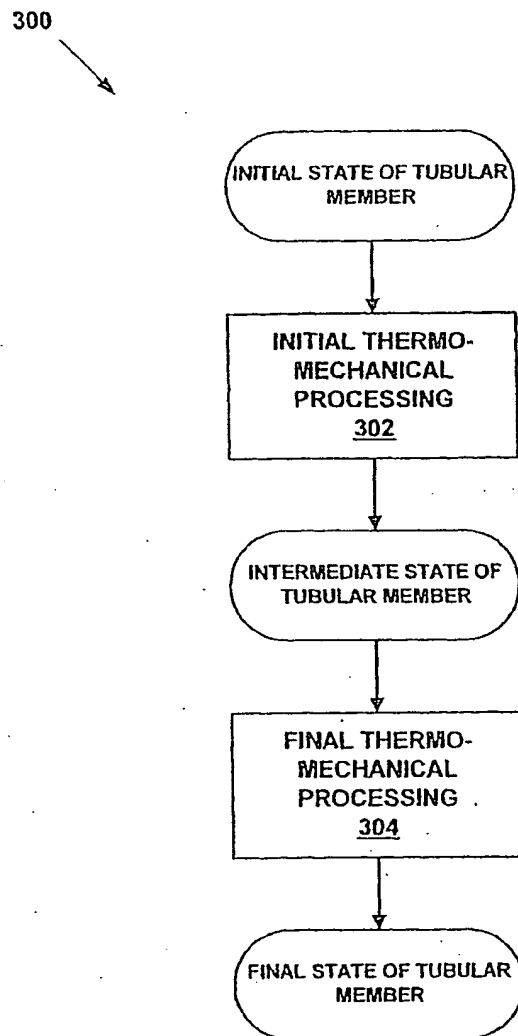 300
INITIAL STATE OF TUBULAR
MEMBER
INITIAL THERMO-
MECHANICAL
PROCESSING
302
INTERMEDIATE STATE OF
TUBULAR MEMBER
FINAL THERMO-
MECHANICAL
PROCESSING
304
FINAL STATE OF TUBULAR
MEMBER